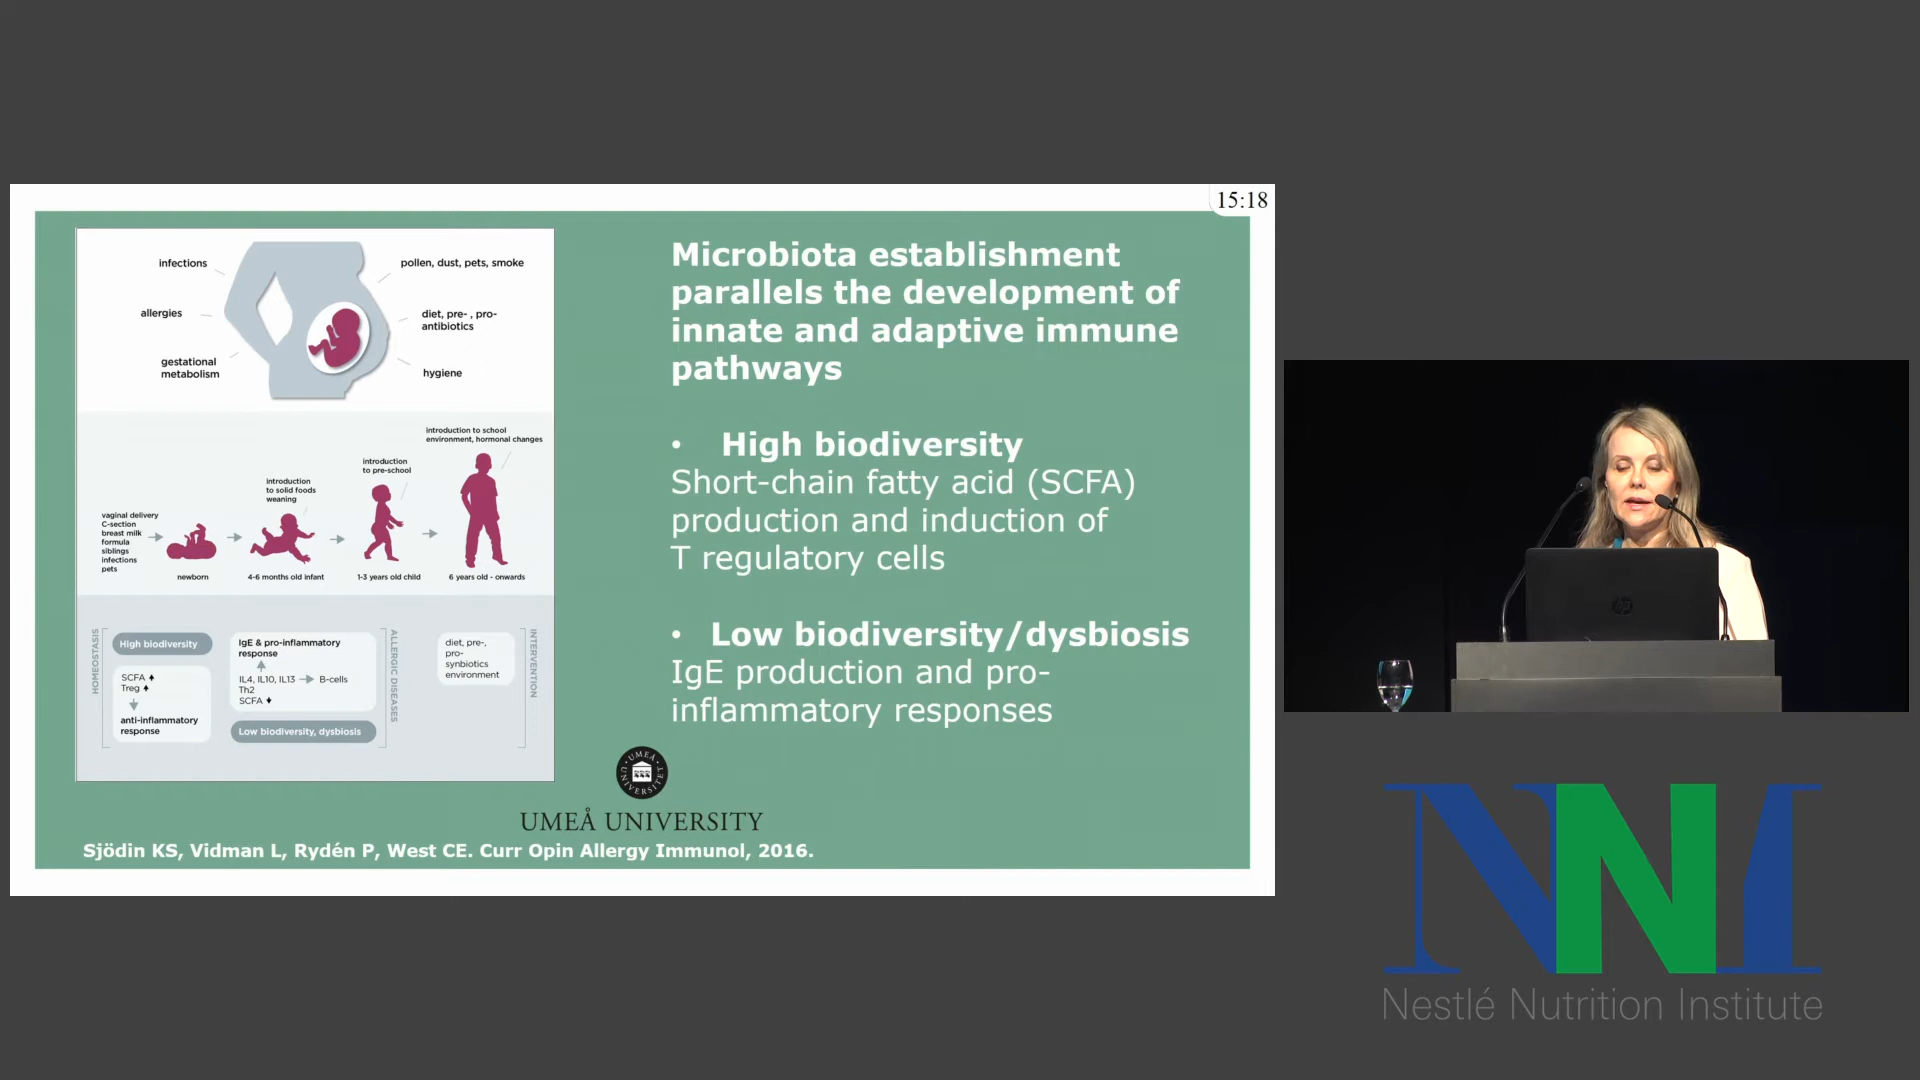 15:18
infections
pollen, dust, pets, smoke
allergies
diet, pre- , pro-
antibiotics
gestational
metabolism
hygiene
introduction to school
environment, hormonal changes
introduction
to pre-school
introduction
to solid foods
weaning
vaginal delivery
C-section
breast milk
formula
siblings
infections
pets
newborn
4-6 months old infant
1-3 years old child
6 years old - onwards
HOMEOSTASIS
High biodiversity
SCFA
Treg
anti-inflammatory
response
IgE & pro-inflammatory
response
IL4, IL10, IL13 B-cells
Th2
SCFA
Low biodiversity, dysbiosis
ALLERGIC DISEASES
diet, pre-,
pro-
synbiotics
environment
INTERVENTION
Microbiota establishment
parallels the development of
innate and adaptive immune
pathways
• High biodiversity
Short-chain fatty acid (SCFA)
production and induction of
T regulatory cells
• Low biodiversity/dysbiosis
IgE production and pro-
inflammatory responses
UMEÅ UNIVERSITET
UMEÅ UNIVERSITY
Sjödin KS, Vidman L, Rydén P, West CE. Curr Opin Allergy Immunol, 2016.
hp
NNI
Nestlé Nutrition Institute